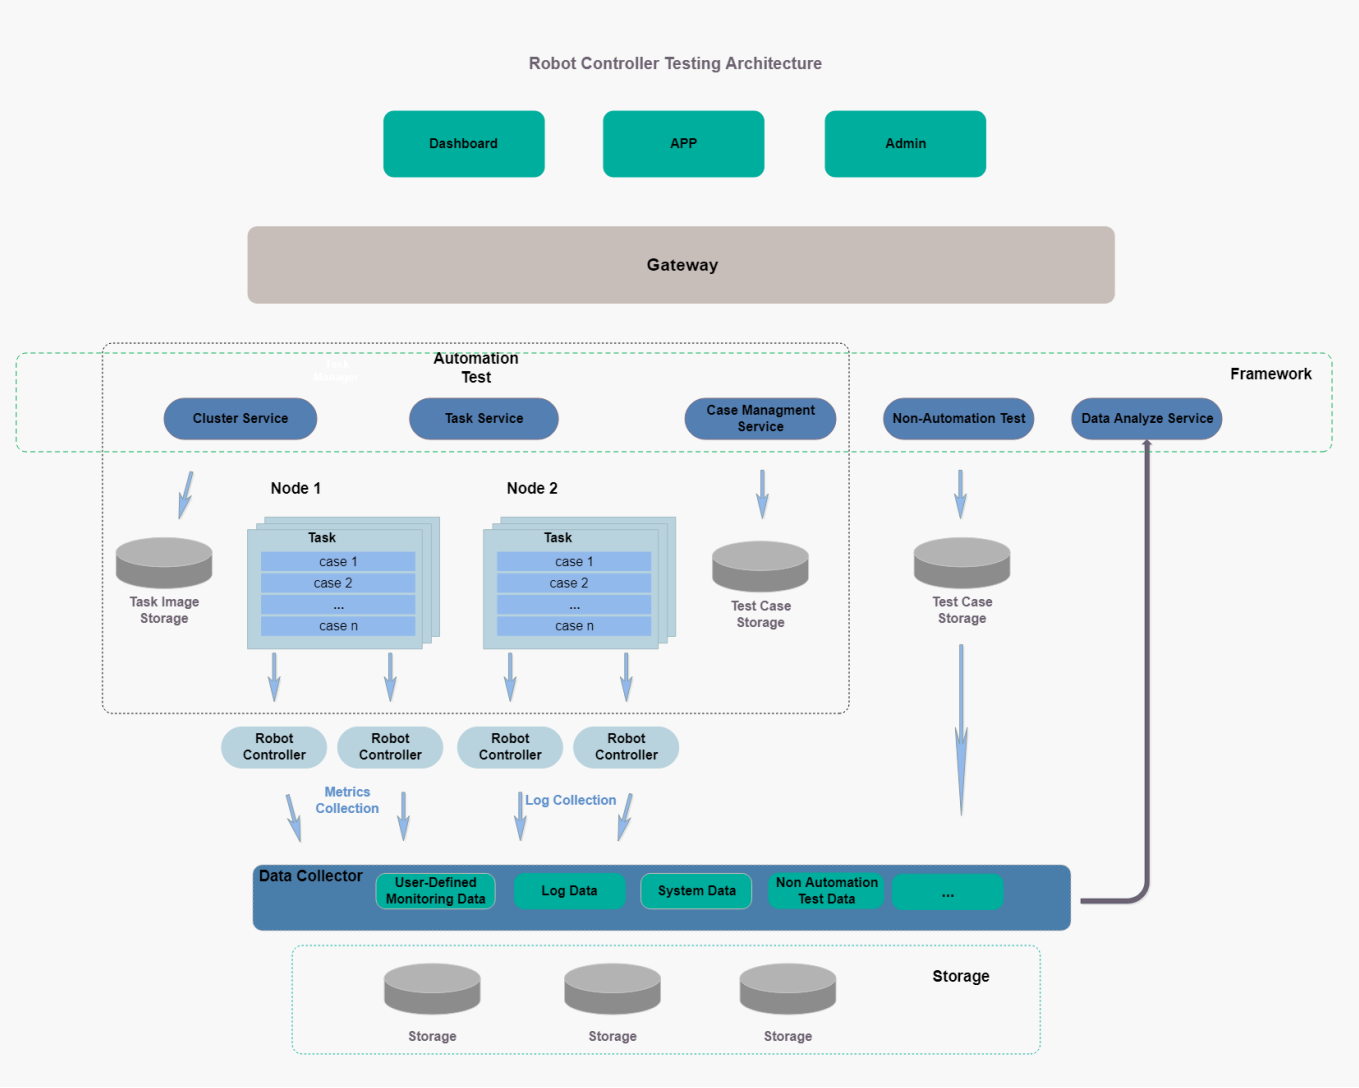 Robot Controller Testing Architecture
Dashboard
APP
Admin
Gateway
Automation
Test
Task
Manager
Framework
Cluster Service
Task Service
Case Managment
Service
Non-Automation Test
Data Analyze Service
Node 1
Node 2
Task
case 1
case 2
...
case n
Task
case 1
case 2
...
case n
Task Image
Storage
Test Case
Storage
Test Case
Storage
Robot
Controller
Robot
Controller
Robot
Controller
Robot
Controller
Metrics
Collection
Log Collection
Data Collector
User-Defined
Monitoring Data
Log Data
System Data
Non Automation
Test Data
...
Storage
Storage
Storage
Storage